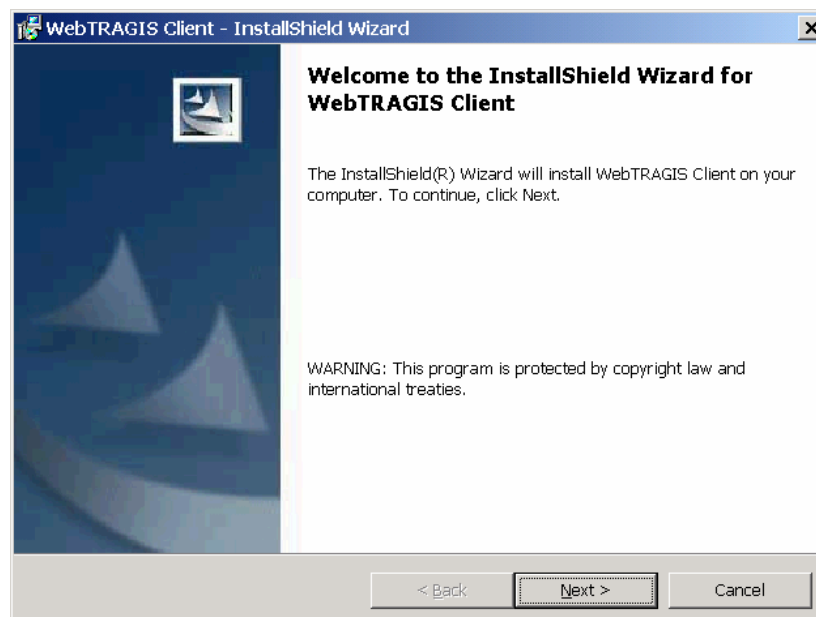 WebTRAGIS Client - InstallShield Wizard
Welcome to the InstallShield Wizard for
WebTRAGIS Client
The InstallShield(R) Wizard will install WebTRAGIS Client on your
computer. To continue, click Next.
WARNING: This program is protected by copyright law and
international treaties.
< Back Next > Cancel